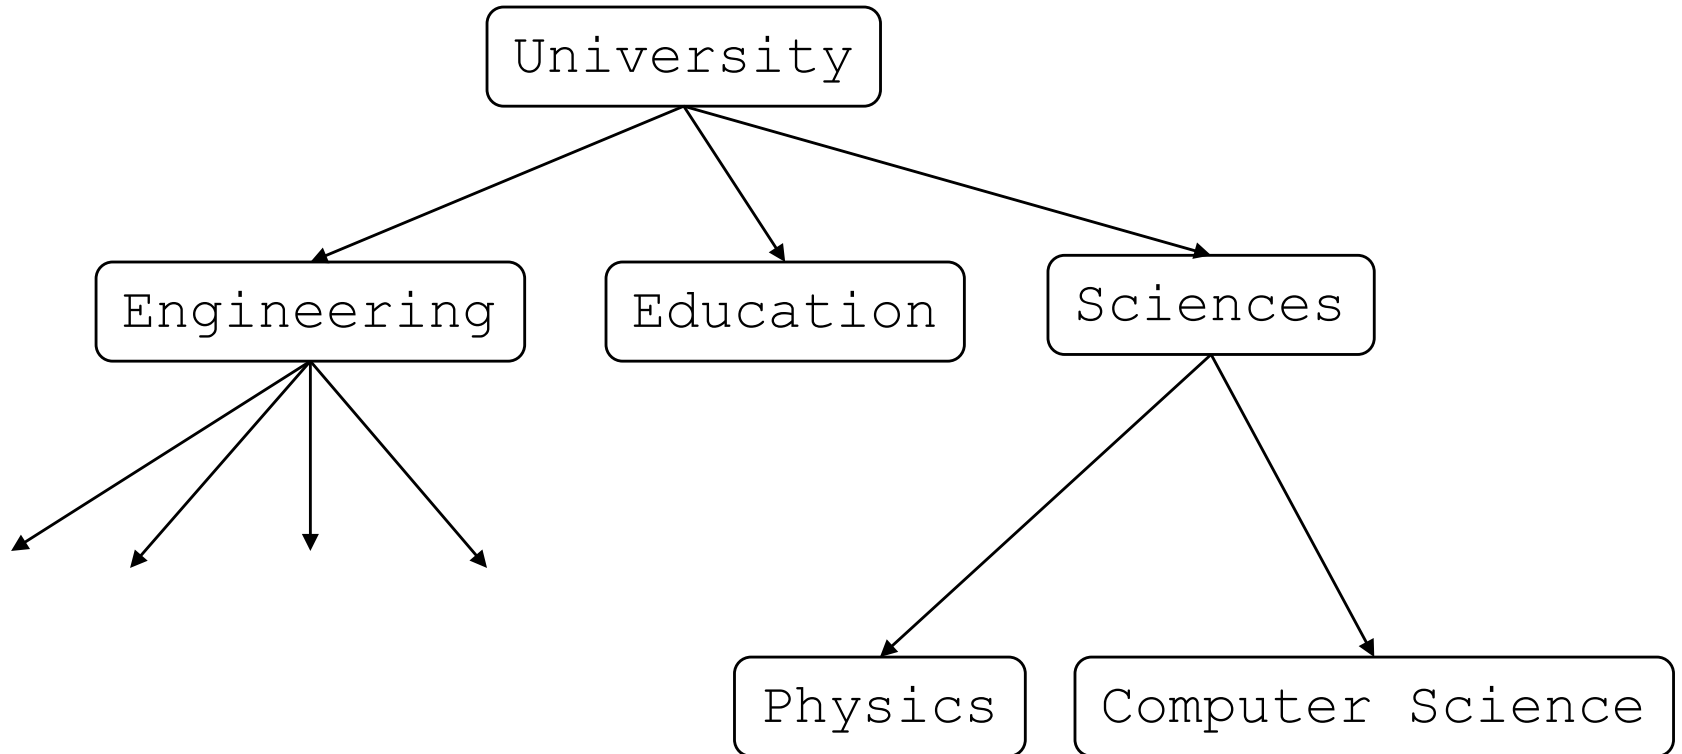 University
Engineering
Education
Sciences
Physics
Computer Science